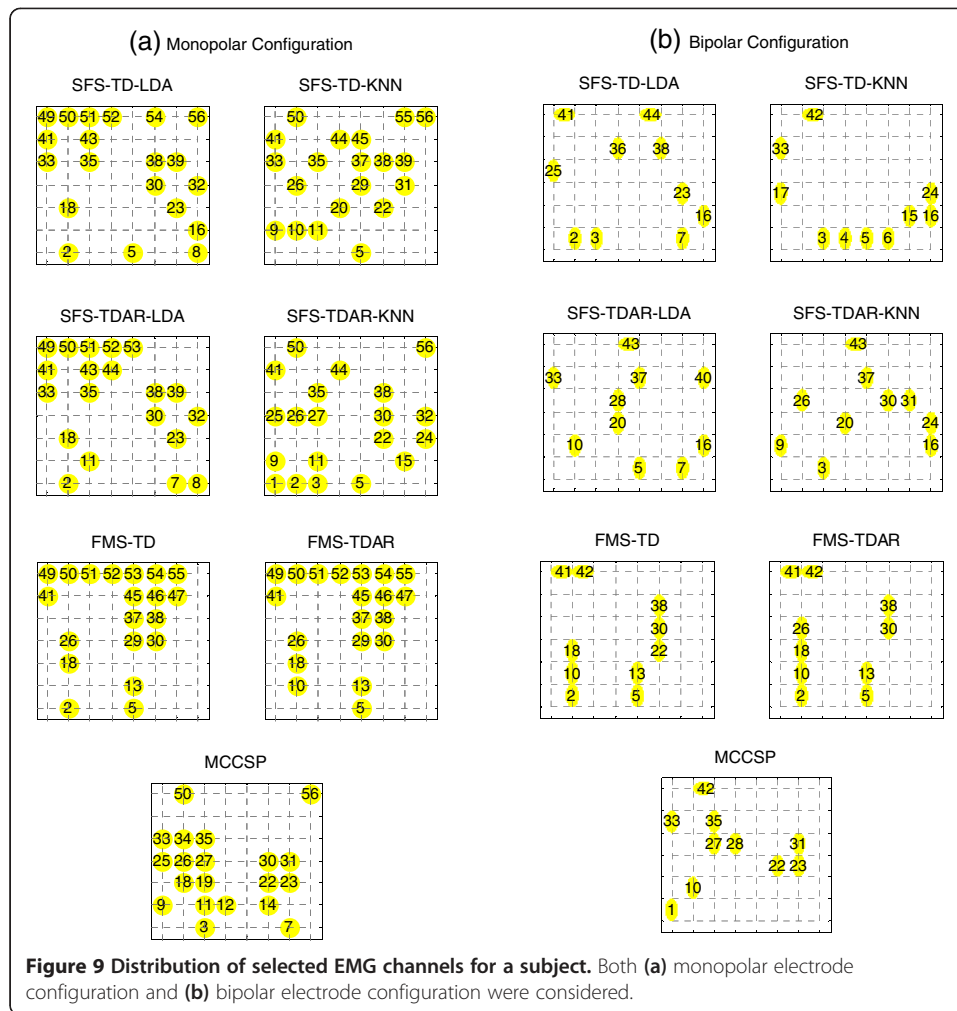 (a) Monopolar Configuration
(b) Bipolar Configuration
SFS-TD-LDA
SFS-TD-KNN
SFS-TD-LDA
SFS-TD-KNN
49 50 51 52 54 56
41 43
33 35 38 39
30 32
18 23
16
2 5 8
50 55 56
41 44 45
33 35 37 38 39
26 29 31
20 22
9 10 11
5
41 44
36 38
25
23
16
2 3 7
42
33
17 24
15 16
3 4 5 6
SFS-TDAR-LDA
SFS-TDAR-KNN
SFS-TDAR-LDA
SFS-TDAR-KNN
49 50 51 52 53
41 43 44
33 35 38 39
30 32
18 23
11
2 7 8
50 56
41 44
35 38
25 26 27 30 32
22 24
9 11 15
1 2 3 5
43
33 37 40
28
20
10 16
5 7
43
37
26 30 31
20 24
9 16
3
FMS-TD
FMS-TDAR
FMS-TD
FMS-TDAR
49 50 51 52 53 54 55
41 45 46 47
37 38
26 29 30
18
13
2 5
49 50 51 52 53 54 55
41 45 46 47
37 38
26 29 30
18
10 13
5
41 42
38
30
18 22
10 13
2 5
41 42
38
26 30
18
10 13
2 5
MCCSP
MCCSP
50 56
33 34 35
25 26 27 30 31
18 19 22 23
9 11 12 14
3 7
42
33 35
27 28 31
22 23
10
1
Figure 9 Distribution of selected EMG channels for a subject. Both (a) monopolar electrode
configuration and (b) bipolar electrode configuration were considered.